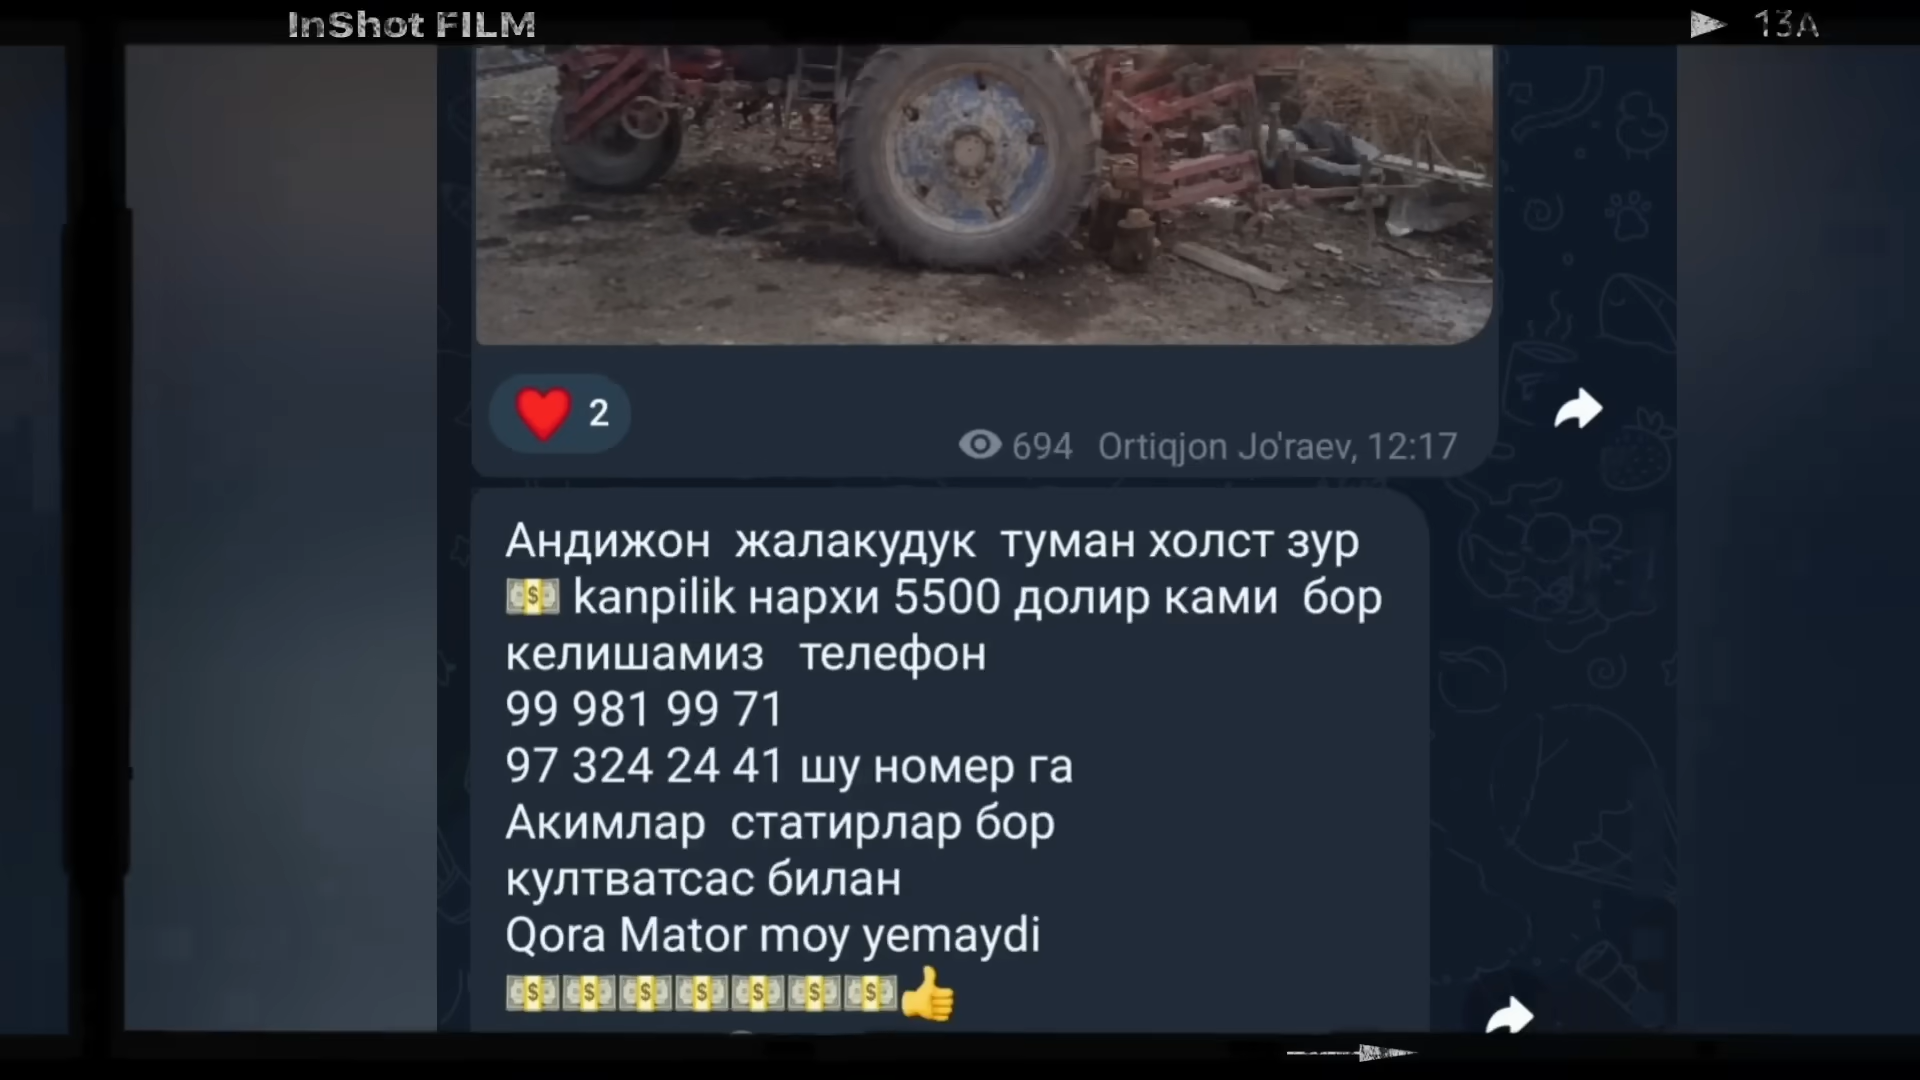 InShot FILM
13A
2
694 Ortiqjon Jo'raev, 12:17
Андижон жалакудук туман холст зур
💵 kanpilik нархи 5500 долир ками бор
келишамиз телефон
99 981 99 71
97 324 24 41 шу номер га
Акимлар статирлар бор
култватсас билан
Qora Mator moy yemaydi
💵💵💵💵💵💵💵👍